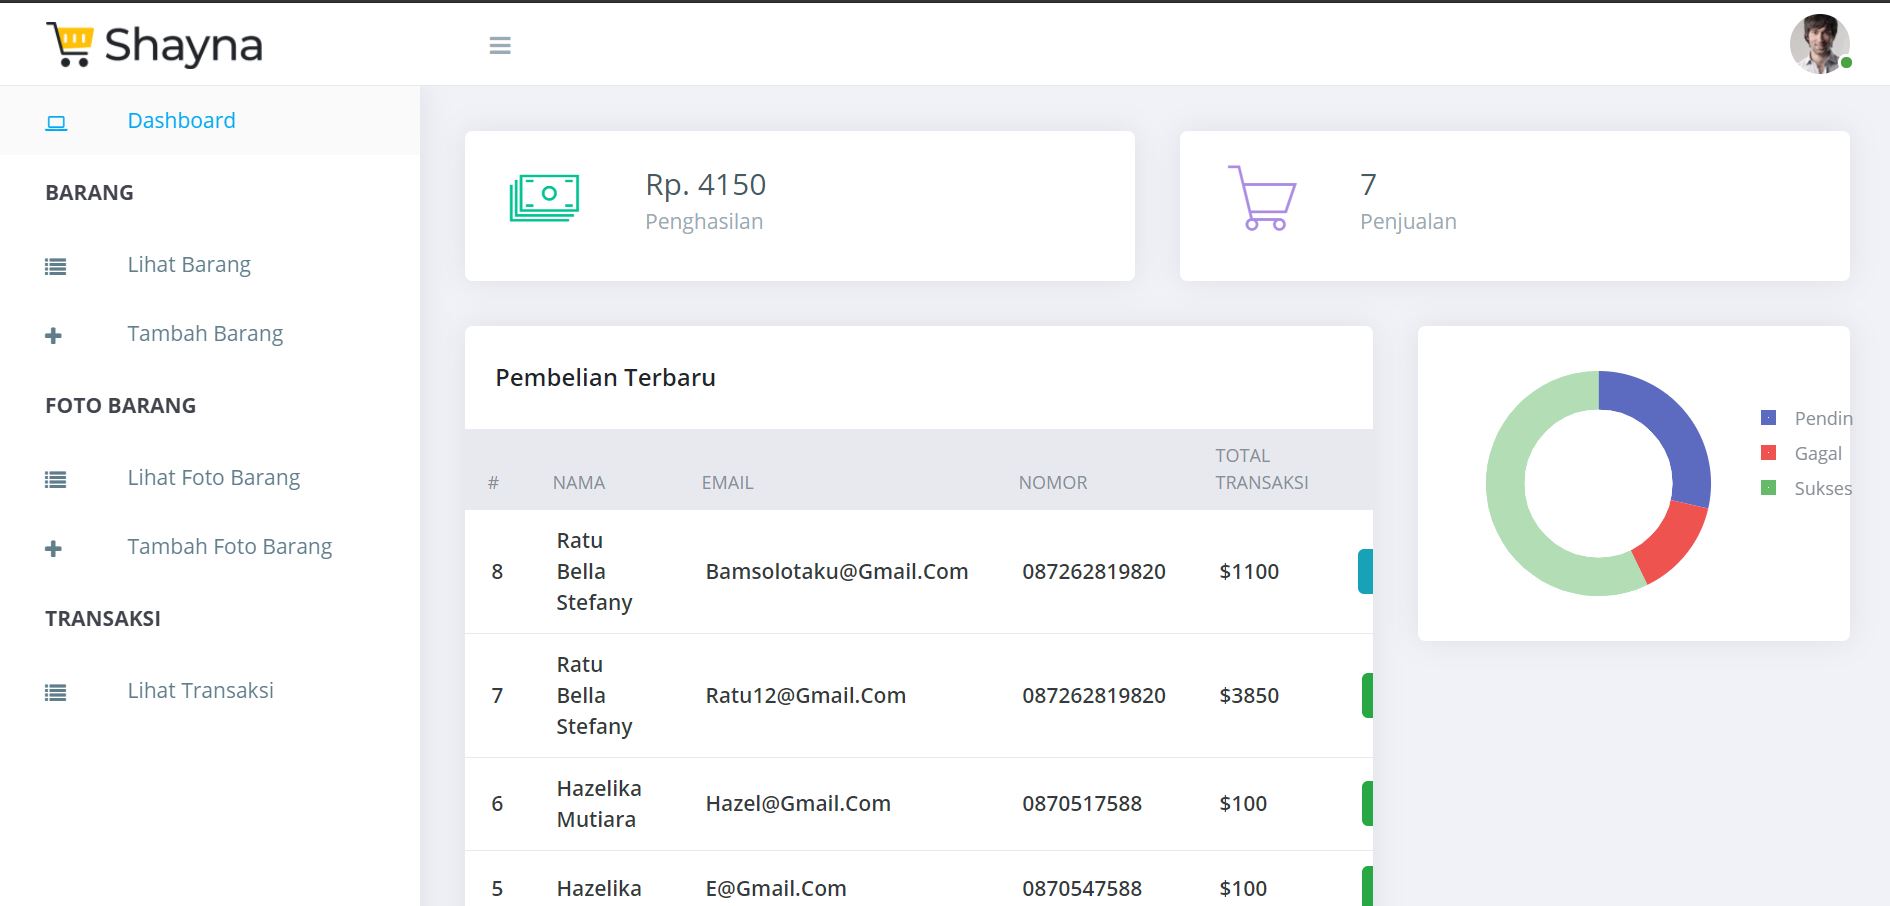 Shayna
Dashboard
BARANG
Lihat Barang
Tambah Barang
FOTO BARANG
Lihat Foto Barang
Tambah Foto Barang
TRANSAKSI
Lihat Transaksi
Rp. 4150
Penghasilan
7
Penjualan
Pembelian Terbaru
# NAMA EMAIL NOMOR TOTAL
TRANSAKSI
8 Ratu
Bella
Stefany Bamsolotaku@Gmail.Com 087262819820 $1100
7 Ratu
Bella
Stefany Ratu12@Gmail.Com 087262819820 $3850
6 Hazelika
Mutiara Hazel@Gmail.Com 0870517588 $100
5 Hazelika E@Gmail.Com 0870547588 $100
Pendin
Gagal
Sukses